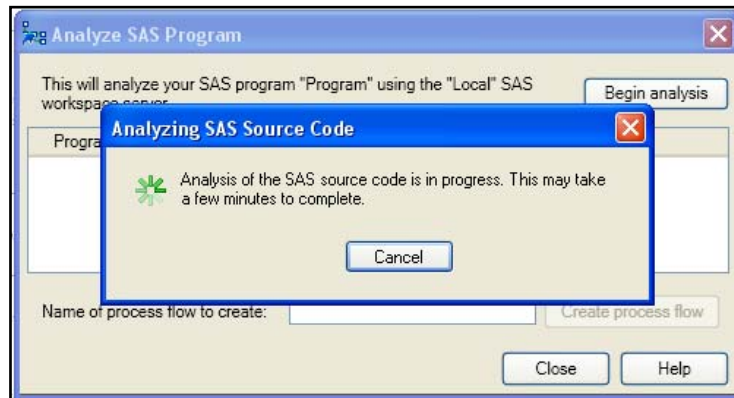 Analyze SAS Program
This will analyze your SAS program "Program" using the "Local" SAS
Begin analysis
Analyzing SAS Source Code
Analysis of the SAS source code is in progress. This may take
a few minutes to complete.
Cancel
Name of process flow to create:
Create process flow
Close
Help